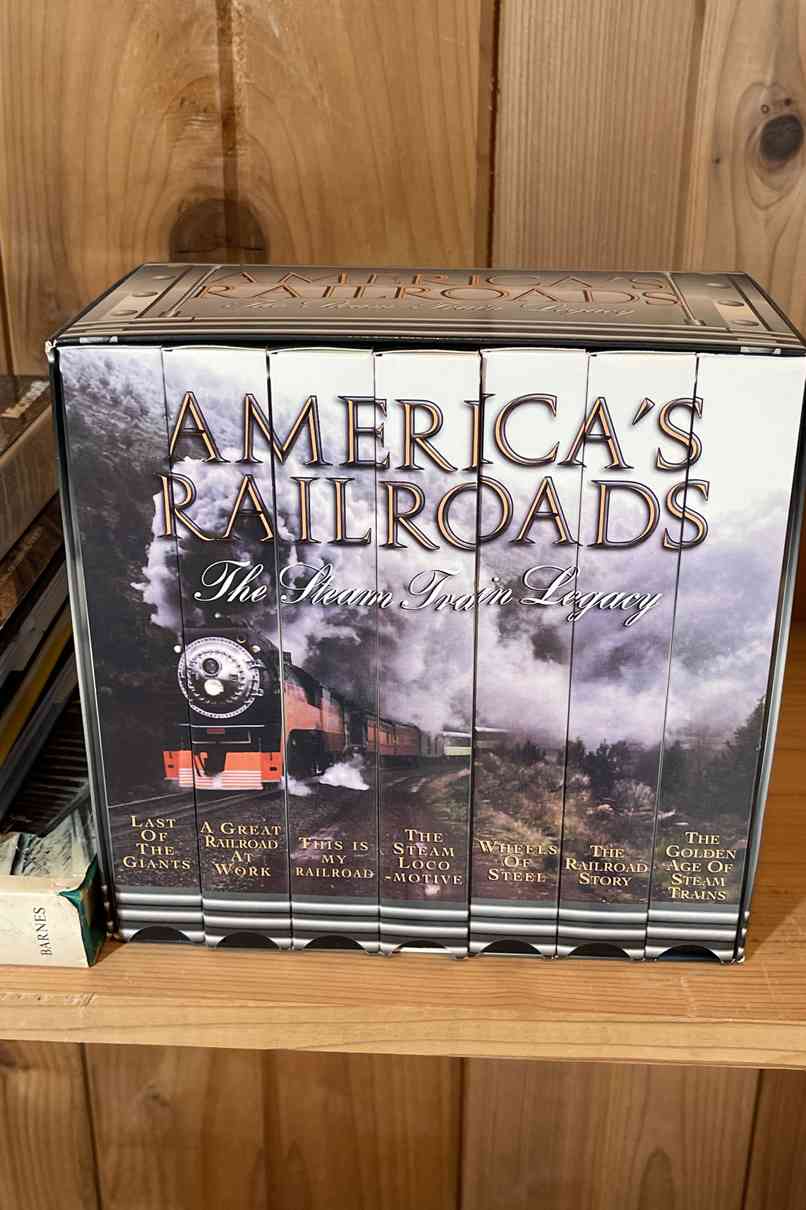 AMERICA'S
RAILROADS
The Steam Train Legacy
AMERICA'S
RAILROADS
The Steam Train Legacy
LAST
OF
THE
GIANTS
A GREAT
RAILROAD
AT
WORK
THIS IS
MY
RAILROAD
THE
STEAM
LOCO
-MOTIVE
WHEELS
OF
STEEL
THE
RAILROAD
STORY
THE
GOLDEN
AGE OF
STEAM
TRAINS
BARNES